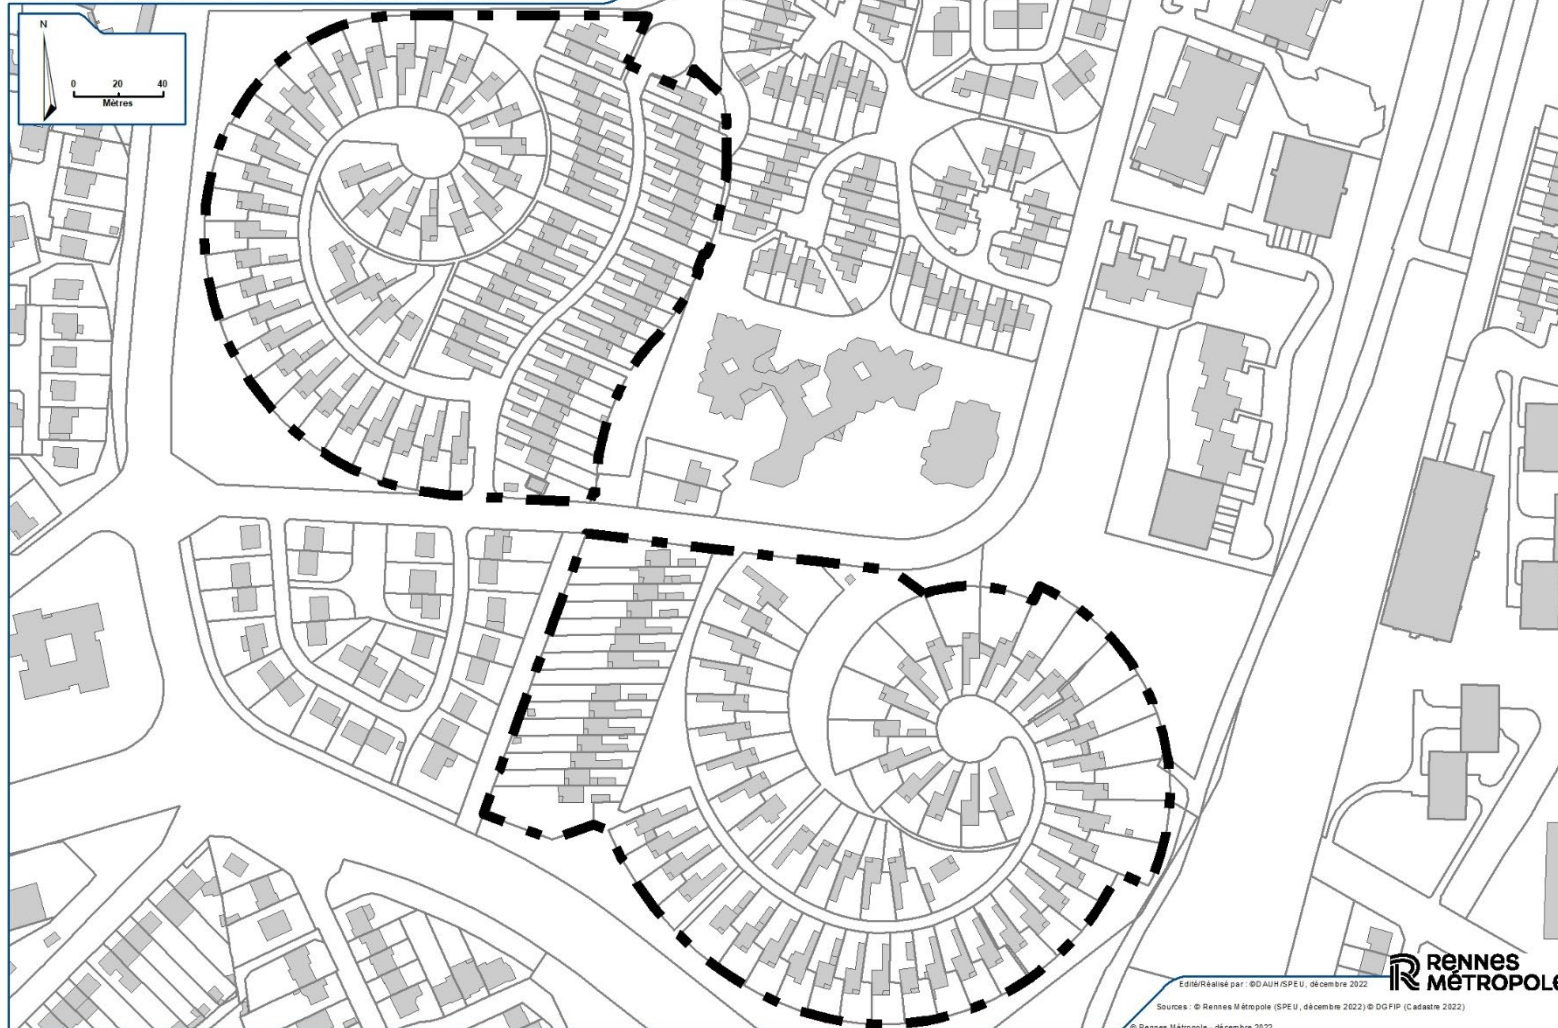 N
0 20 40
Mètres
RENNES
MÉTROPOLE
Edité/Réalisé par : ©DAUH/SPEU, décembre 2022
Sources : © Rennes Métropole (SPEU, décembre 2022) © DGFIP (Cadastre 2022)
© Rennes Métropole - décembre 2022